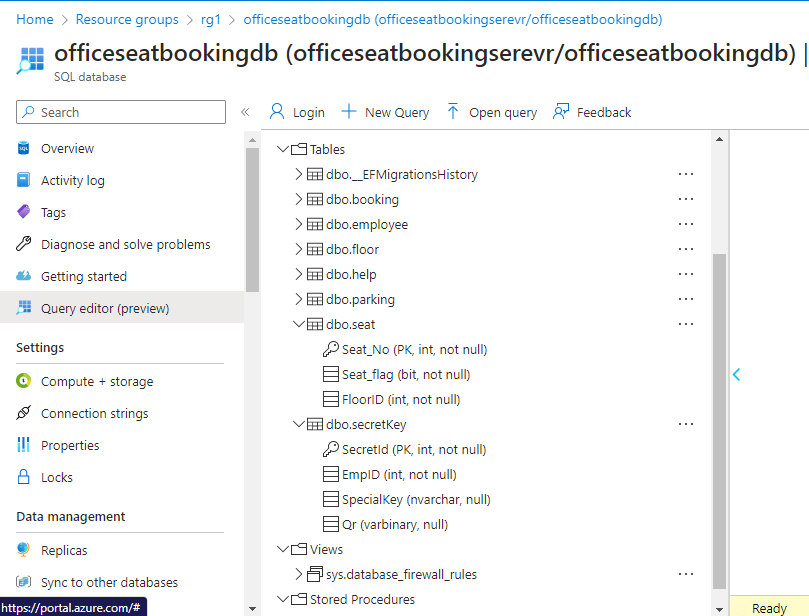 Home > Resource groups > rg1 > officeseatbookingdb (officeseatbookingserevr/officeseatbookingdb)
officeseatbookingdb (officeseatbookingserevr/officeseatbookingdb) |
SQL database
Search
«
Login
New Query
Open query
Feedback
Overview
Activity log
Tags
Diagnose and solve problems
Getting started
Query editor (preview)
Settings
Compute + storage
Connection strings
Properties
Locks
Data management
Replicas
Sync to other databases
https://portal.azure.com/#
Tables
dbo.__EFMigrationsHistory ...
dbo.booking ...
dbo.employee ...
dbo.floor ...
dbo.help ...
dbo.parking ...
dbo.seat ...
Seat_No (PK, int, not null)
Seat_flag (bit, not null)
FloorID (int, not null)
dbo.secretKey ...
SecretId (PK, int, not null)
EmpID (int, not null)
SpecialKey (nvarchar, null)
Qr (varbinary, null)
Views
sys.database_firewall_rules ...
Stored Procedures
Ready